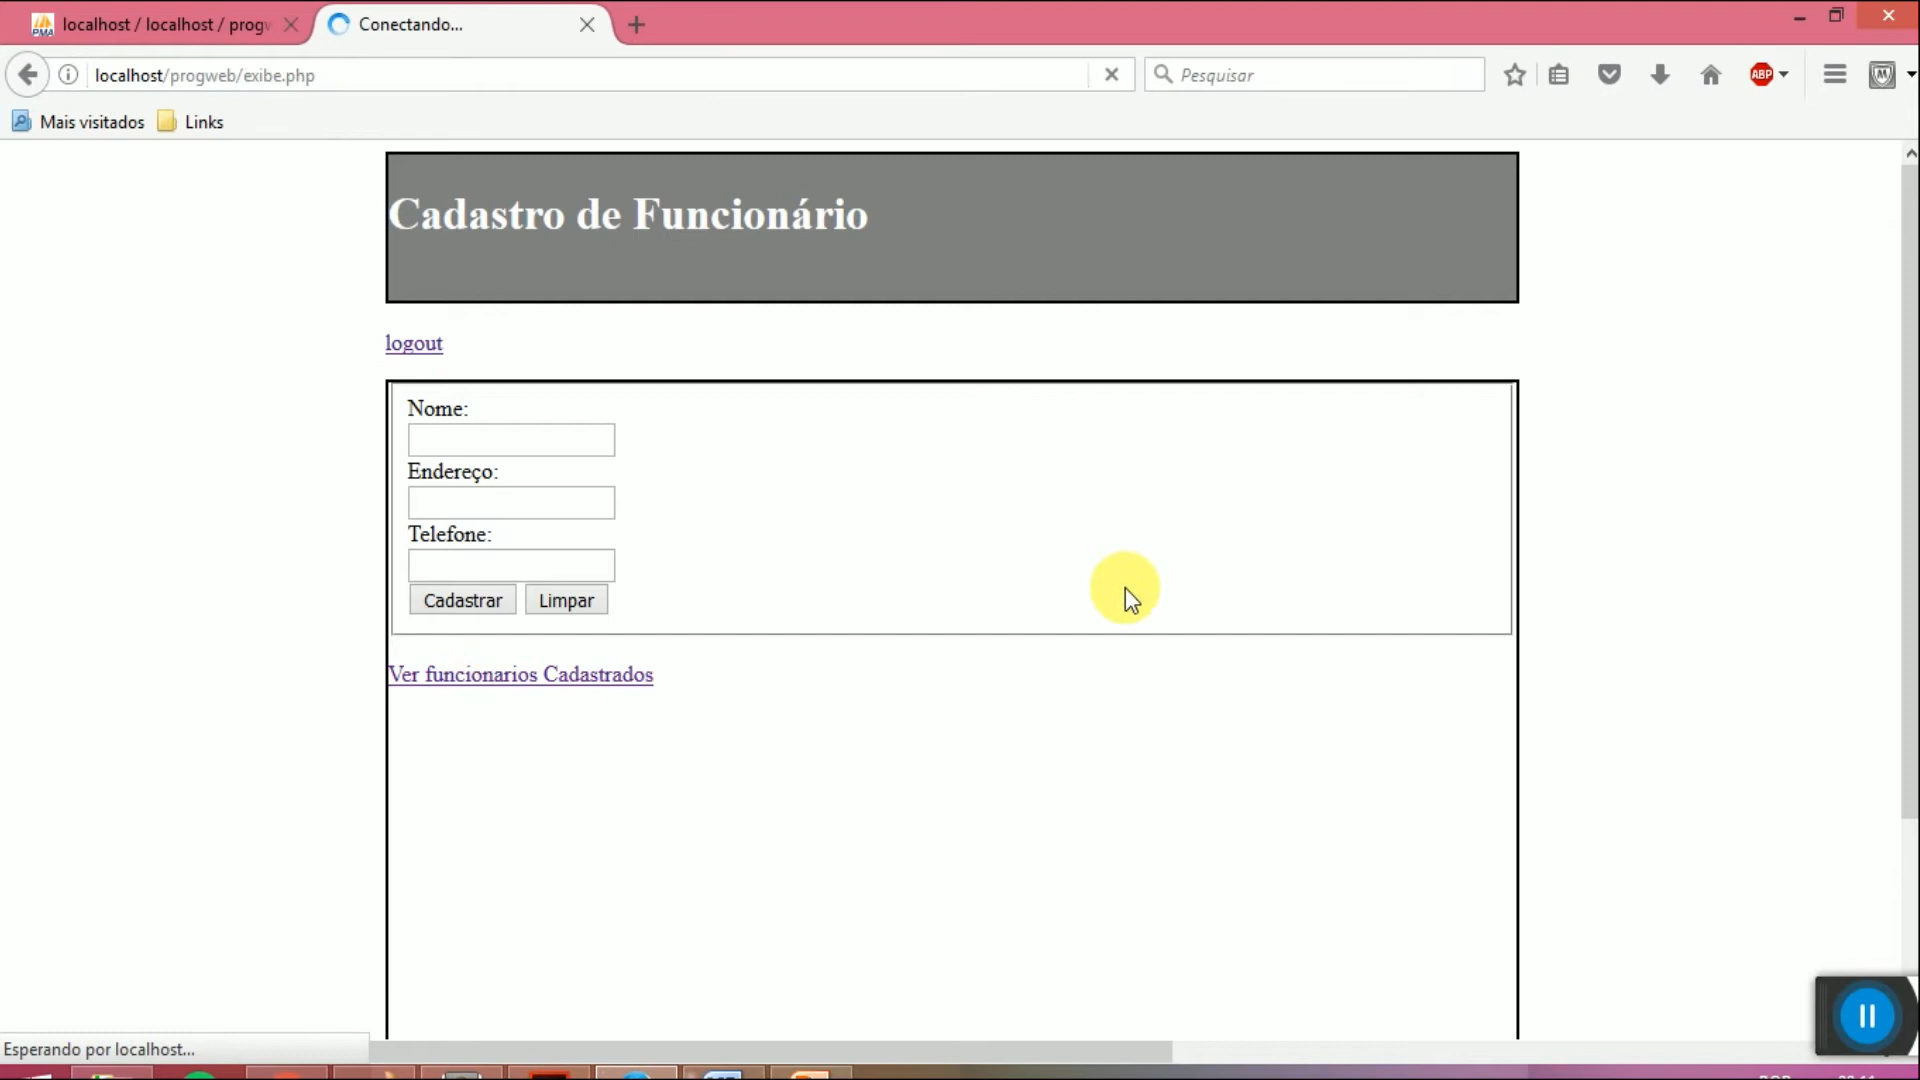 localhost / localhost / progw
Conectando...
localhost/progweb/exibe.php
Pesquisar
ABP
Mais visitados
Links
Cadastro de Funcionário
logout
Nome:
Endereço:
Telefone:
Cadastrar Limpar
Ver funcionarios Cadastrados
Esperando por localhost...